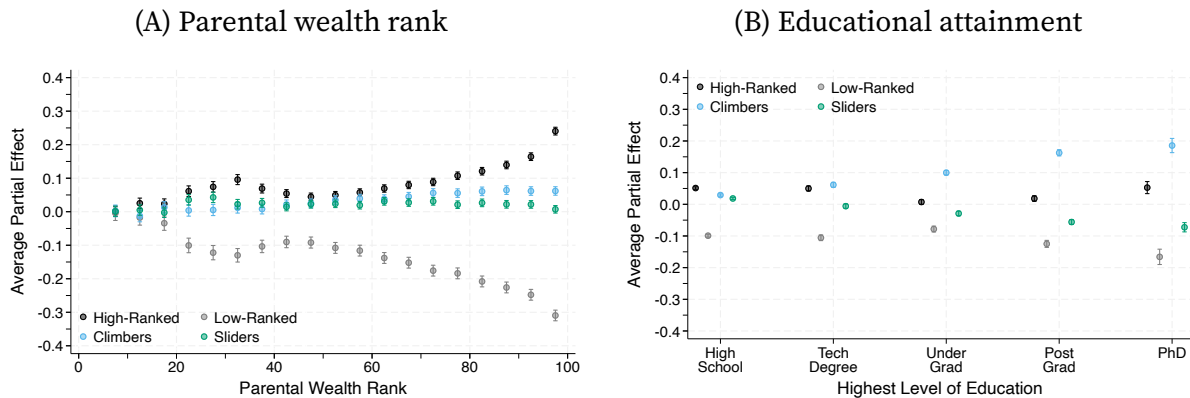 (A) Parental wealth rank
Average Partial Effect
0.4
0.3
0.2
0.1
0.0
-0.1
-0.2
-0.3
-0.4
High-Ranked
Low-Ranked
Climbers
Sliders
0
20
40
60
80
100
Parental Wealth Rank
(B) Educational attainment
Average Partial Effect
0.4
0.3
0.2
0.1
0.0
-0.1
-0.2
-0.3
-0.4
High-Ranked
Low-Ranked
Climbers
Sliders
High
School
Tech
Degree
Under
Grad
Post
Grad
PhD
Highest Level of Education